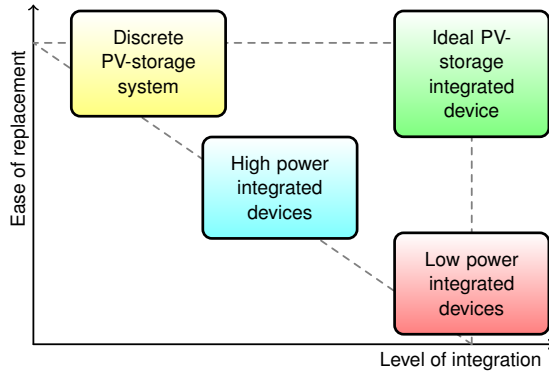 Discrete
PV-storage
system
Ideal PV-
storage
integrated
device
High power
integrated
devices
Low power
integrated
devices
Ease of replacement
Level of integration